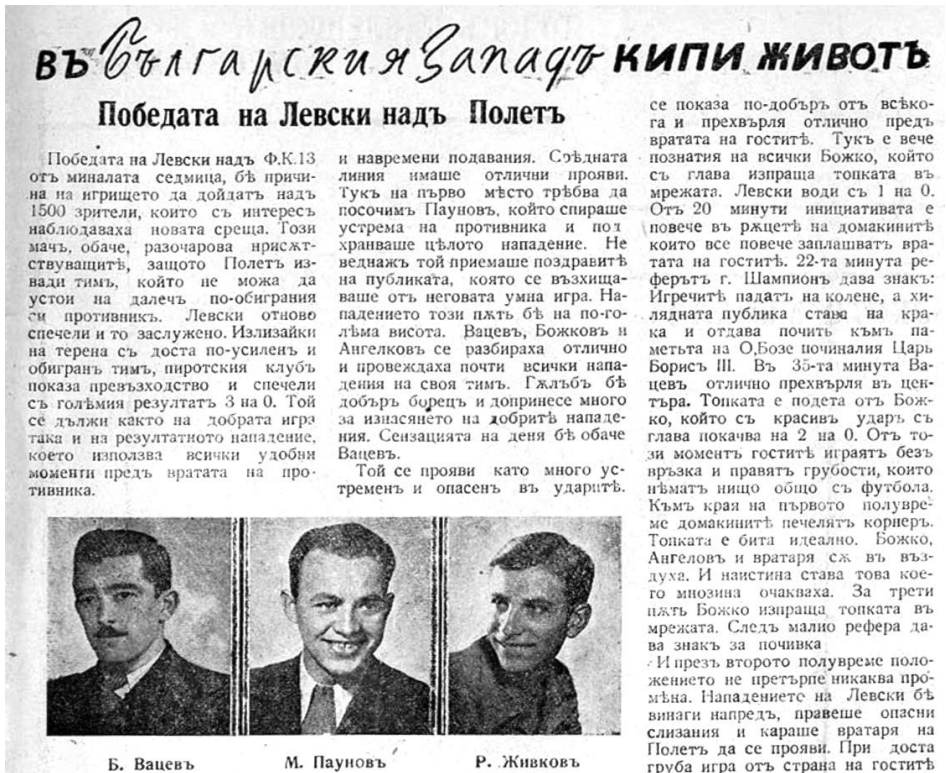 ВЪ Българския Западъ КИПИ ЖИВОТЪ
Победата на Левски надъ Полетъ
Победата на Левски надъ Ф.К.13
отъ миналата седмица, бѣ причи-
на на игрището да дойдатъ надъ
1500 зрители, които съ интересъ
наблюдаваха новата среща. Този
мачъ, обаче, разочарова присѫт-
ствуващитѣ, защото Полетъ из-
вади тимъ, който не можа да
устои на далечъ по-обиграния
си противникъ. Левски отново
спечели и то заслужено. Излизайки
на терена съ доста по-усиленъ и
обигранъ тимъ, пиротския клубъ
показа превъзходство и спечели
съ голѣмия резултатъ 3 на 0. Той
се дължи както на добрата игра
така и на резултатното нападение,
което използва всички удобни
моменти предъ вратата на про-
тивника.
и навремени подавания. Срѣдната
линия имаше отлични прояви.
Тукъ на първо мѣсто трѣбва да
посочимъ Пауновъ, който спираше
устрема на противника и под
хранваше цѣлото нападение. Не
веднажъ той приемаше поздравитѣ
на публиката, която се възхища-
ваше отъ неговата умна игра. На-
падението този пѫть бѣ на по-го-
лѣма висота. Вацевъ, Божковъ и
Ангелковъ се разбираха отлично
и провеждаха почти всички напа-
дения на своя тимъ. Гѫлъбъ бѣ
добъръ борецъ и допринесе много
за изнасянето на добритѣ нападе-
ния. Сензацията на деня бѣ обаче
Вацевъ.
Той се прояви като много ус-
тременъ и опасенъ въ ударитѣ.
Б. Вацевъ
М. Пауновъ
Р. Живковъ
се показа по-добъръ отъ всѣко-
га и прехвърля отлично предъ
вратата на гоститѣ. Тукъ е вече
познатия на всички Божко, който
съ глава изпраща топката въ
мрежата. Левски води съ 1 на 0.
Отъ 20 минути инициативата е
повече въ рѫцетѣ на домакинитѣ
които все повече заплашватъ вра-
тата на гоститѣ. 22-та минута ре-
ферътъ г. Шампионъ дава знакъ:
Игречитѣ падатъ на колене, а хи-
лядната публика става на кра-
ка и отдава почить къмъ па-
метьта на О,Бозе починалия Царь
Борисъ III. Въ 35-та минута Ва-
цевъ отлично прехвърля въ цен-
търа. Топката е подета отъ Бож-
ко, който съ красивъ ударъ съ
глава покачва на 2 на 0. Отъ то-
зи моментъ гоститѣ играятъ безъ
връзка и правятъ грубости, които
нѣматъ нищо общо съ футбола.
Къмъ края на първото полувре-
ме домакинитѣ печелятъ корнеръ.
Топката е бита идеално. Божко,
Ангеловъ и вратаря сѫ въ въз-
духа. И наистина става това кое-
го мнозина очакваха. За трети
пѫть Божко изпраща топката въ
мрежата. Следъ малио рефера да-
ва знакъ за почивка
И презъ второто полувреме поло-
жението не претърпе никаква про-
мѣна. Нападението на Левски бѣ
винаги напредъ, правеше опасни
слизания и караше вратаря на
Полетъ да се прояви. При доста
груба игра отъ страна на гоститѣ